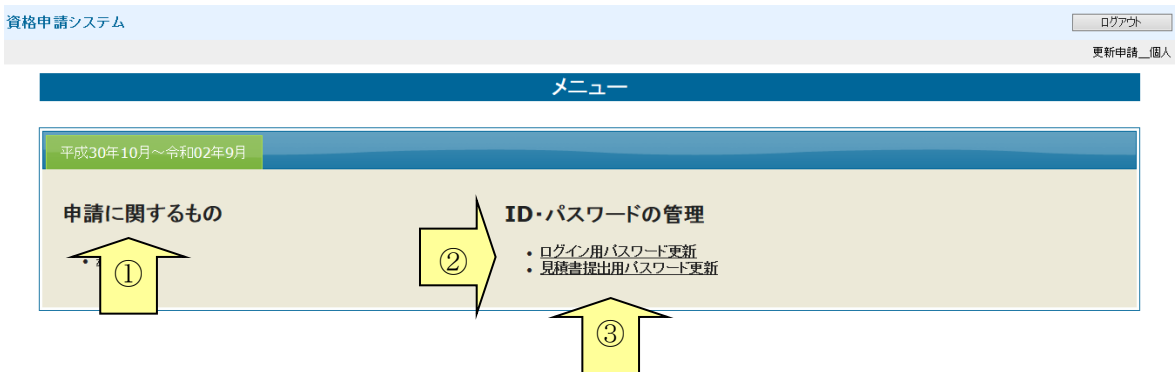 資格申請システム
ログアウト
更新申請__個人
メニュー
平成30年10月～令和02年9月
申請に関するもの
①
ID・パスワードの管理
②
・ログイン用パスワード更新
・見積書提出用パスワード更新
③